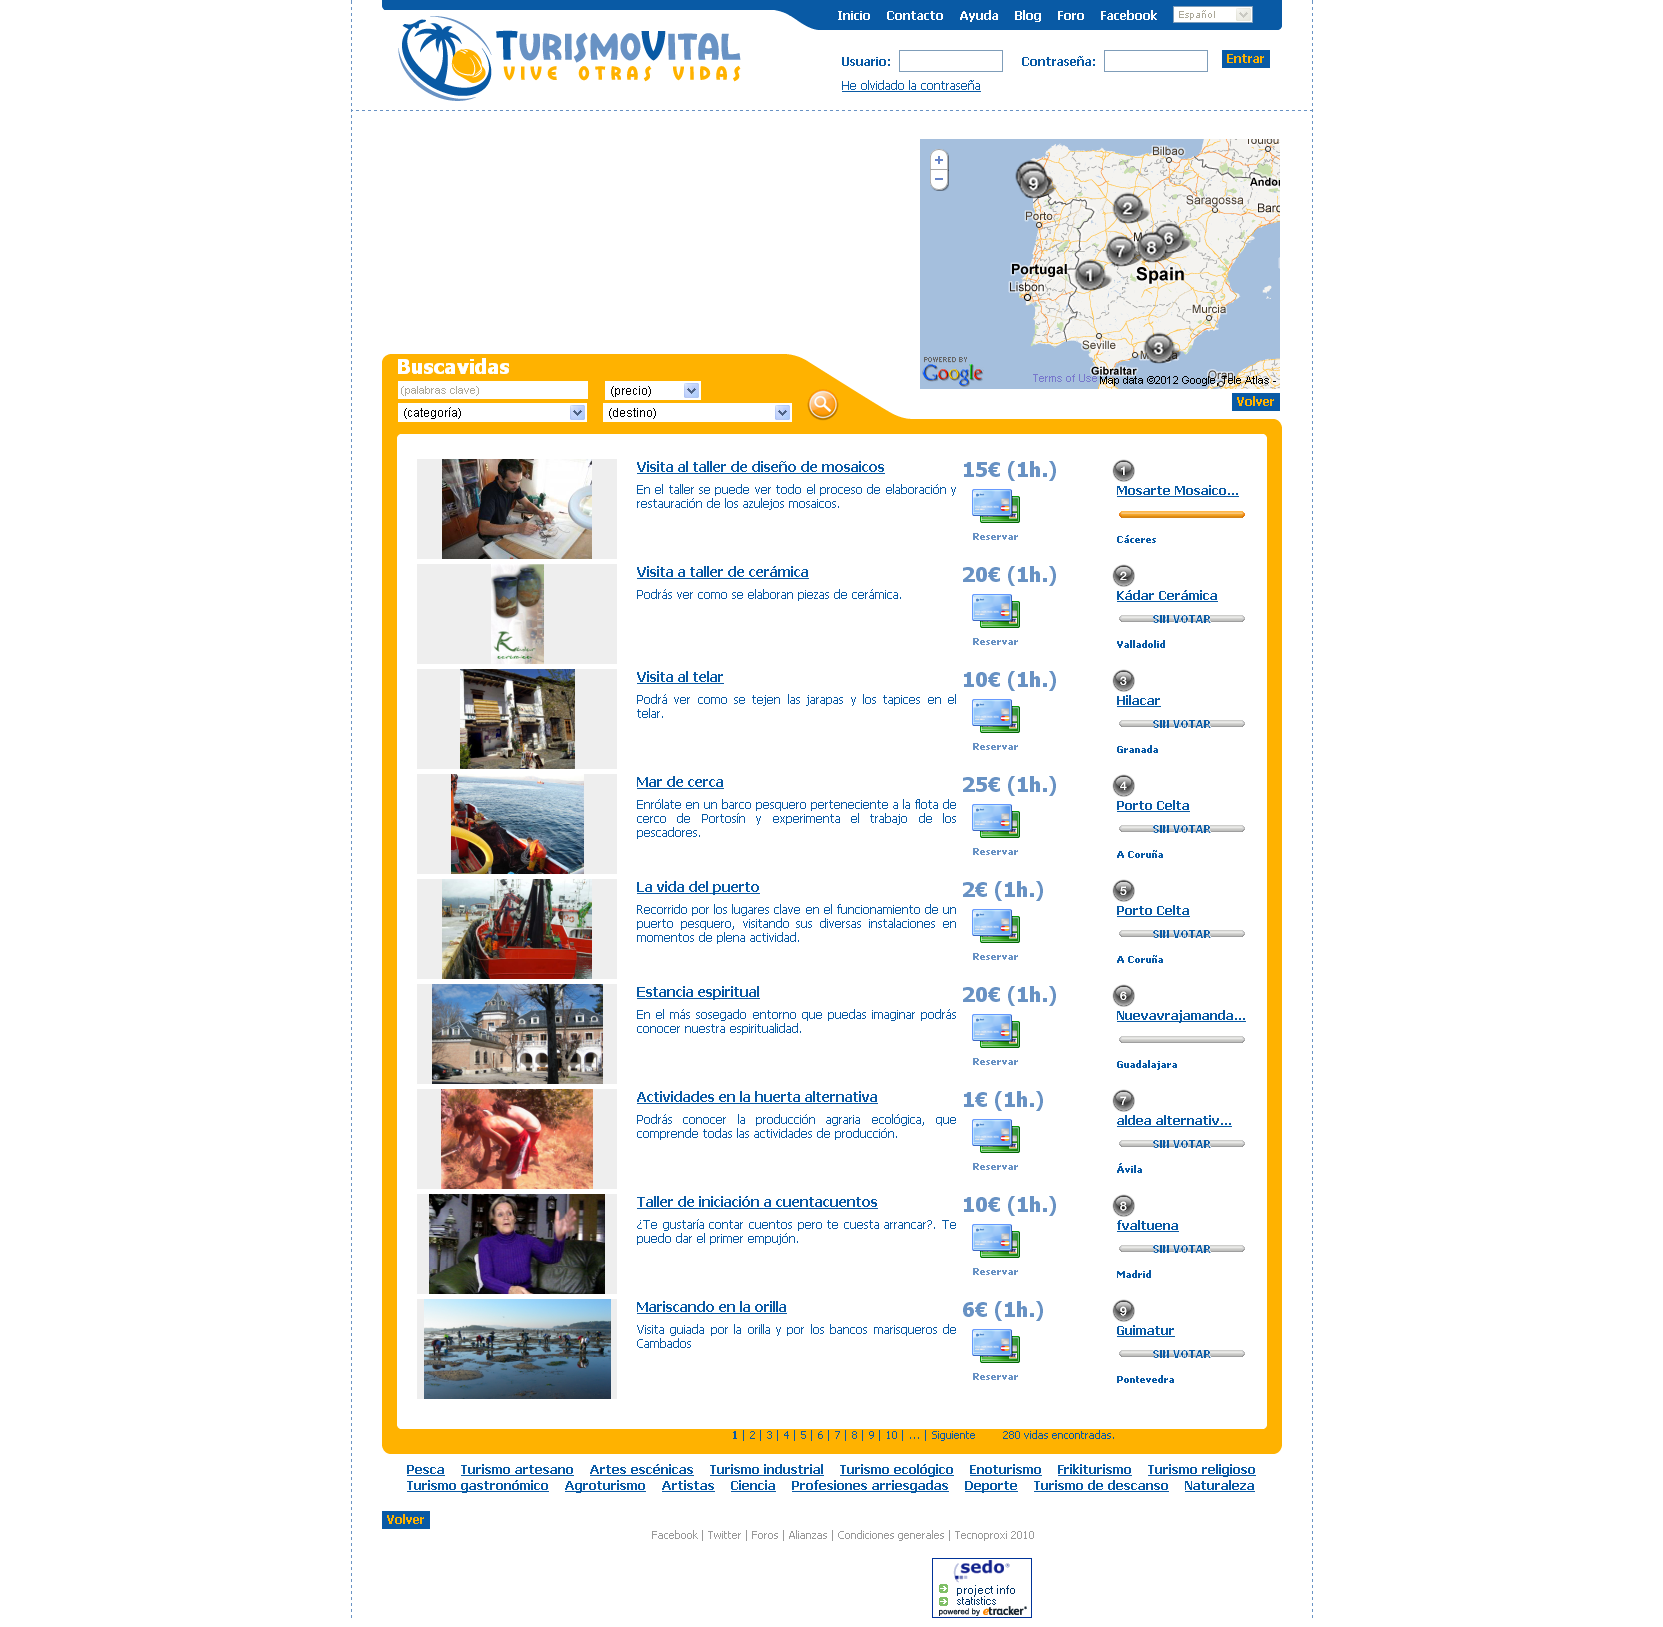 Inicio Contacto Ayuda Blog Foro Facebook Español
TURISMOVITAL
VIVE OTRAS VIDAS
Usuario: Contraseña: Entrar
He olvidado la contraseña
Bilbao
Andor
Saragossa
Barc
Porto
9
2
6
7
8
1
Portugal
Spain
Lisbon
Murcia
Seville
3
Gibraltar
POWERED BY
Google
Terms of Use Map data ©2012 Google, Tele Atlas -
Volver
Buscavidas
(palabras clave) (precio)
(categoría) (destino)
Visita al taller de diseño de mosaicos 15€ (1h.) 1
En el taller se puede ver todo el proceso de elaboración y
restauración de los azulejos mosaicos.
Mosarte Mosaico...
Reservar
Cáceres
Visita a taller de cerámica 20€ (1h.) 2
Podrás ver como se elaboran piezas de cerámica.
Kádar Cerámica
SIN VOTAR
Reservar
Valladolid
Visita al telar 10€ (1h.) 3
Podrá ver como se tejen las jarapas y los tapices en el
telar.
Hilacar
SIN VOTAR
Reservar
Granada
Mar de cerca 25€ (1h.) 4
Enrólate en un barco pesquero perteneciente a la flota de
cerco de Portosín y experimenta el trabajo de los
pescadores.
Porto Celta
SIN VOTAR
Reservar
A Coruña
La vida del puerto 2€ (1h.) 5
Recorrido por los lugares clave en el funcionamiento de un
puerto pesquero, visitando sus diversas instalaciones en
momentos de plena actividad.
Porto Celta
SIN VOTAR
Reservar
A Coruña
Estancia espiritual 20€ (1h.) 6
En el más sosegado entorno que puedas imaginar podrás
conocer nuestra espiritualidad.
Nuevavrajamanda...
Reservar
Guadalajara
Actividades en la huerta alternativa 1€ (1h.) 7
Podrás conocer la producción agraria ecológica, que
comprende todas las actividades de producción.
aldea alternativ...
SIN VOTAR
Reservar
Ávila
Taller de iniciación a cuentacuentos 10€ (1h.) 8
¿Te gustaría contar cuentos pero te cuesta arrancar?. Te
puedo dar el primer empujón.
fvaltuena
SIN VOTAR
Reservar
Madrid
Mariscando en la orilla 6€ (1h.) 9
Visita guiada por la orilla y por los bancos marisqueros de
Cambados
Guimatur
SIN VOTAR
Reservar
Pontevedra
1 | 2 | 3 | 4 | 5 | 6 | 7 | 8 | 9 | 10 | ... | Siguiente 280 vidas encontradas.
Pesca Turismo artesano Artes escénicas Turismo industrial Turismo ecológico Enoturismo Frikiturismo Turismo religioso
Turismo gastronómico Agroturismo Artistas Ciencia Profesiones arriesgadas Deporte Turismo de descanso Naturaleza
Volver
Facebook | Twitter | Foros | Alianzas | Condiciones generales | Tecnoproxi 2010
sedo
project info
statistics
powered by etracker